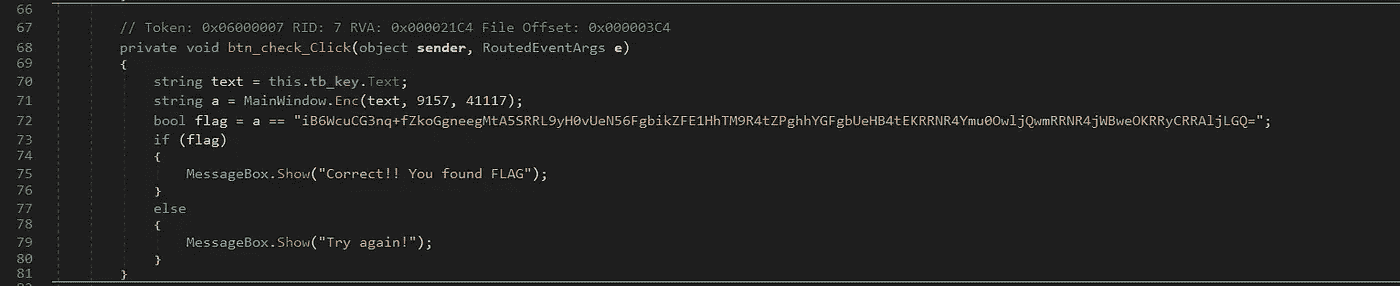 66
67 // Token: 0x06000007 RID: 7 RVA: 0x000021C4 File Offset: 0x000003C4
68 private void btn_check_Click(object sender, RoutedEventArgs e)
69 {
70 string text = this.tb_key.Text;
71 string a = MainWindow.Enc(text, 9157, 41117);
72 bool flag = a == "iB6WcuCG3nq+fZkoGgneegMtA5SRRL9yH0vUeN56FgbikZFE1HhTM9R4tZPghhYGFgbUeHB4tEKRRNR4Ymu0OwljQwmRRNR4jWBweOKRRyCRRAljLGQ=";
73 if (flag)
74 {
75 MessageBox.Show("Correct!! You found FLAG");
76 }
77 else
78 {
79 MessageBox.Show("Try again!");
80 }
81 }